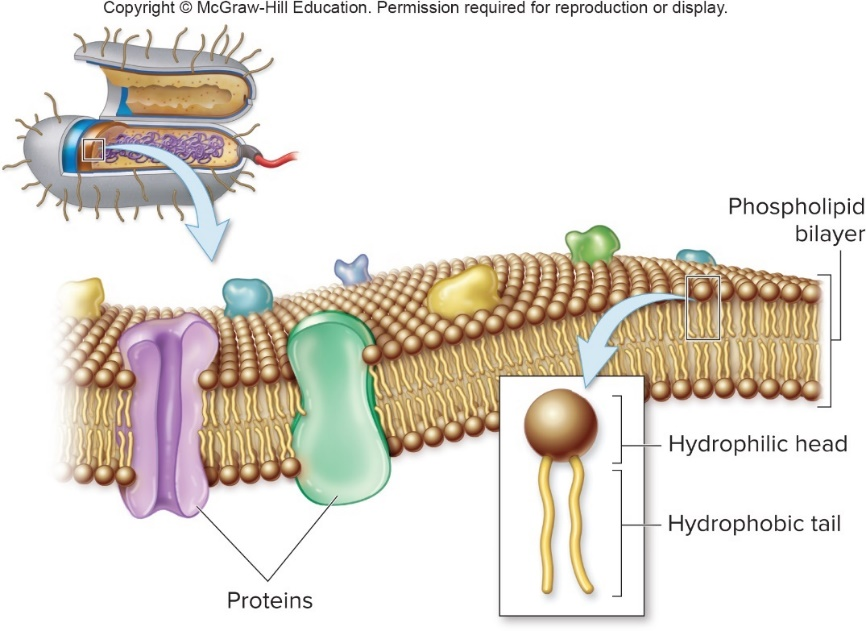 Copyright © McGraw-Hill Education. Permission required for reproduction or display.
Phospholipid
bilayer
Hydrophilic head
Hydrophobic tail
Proteins